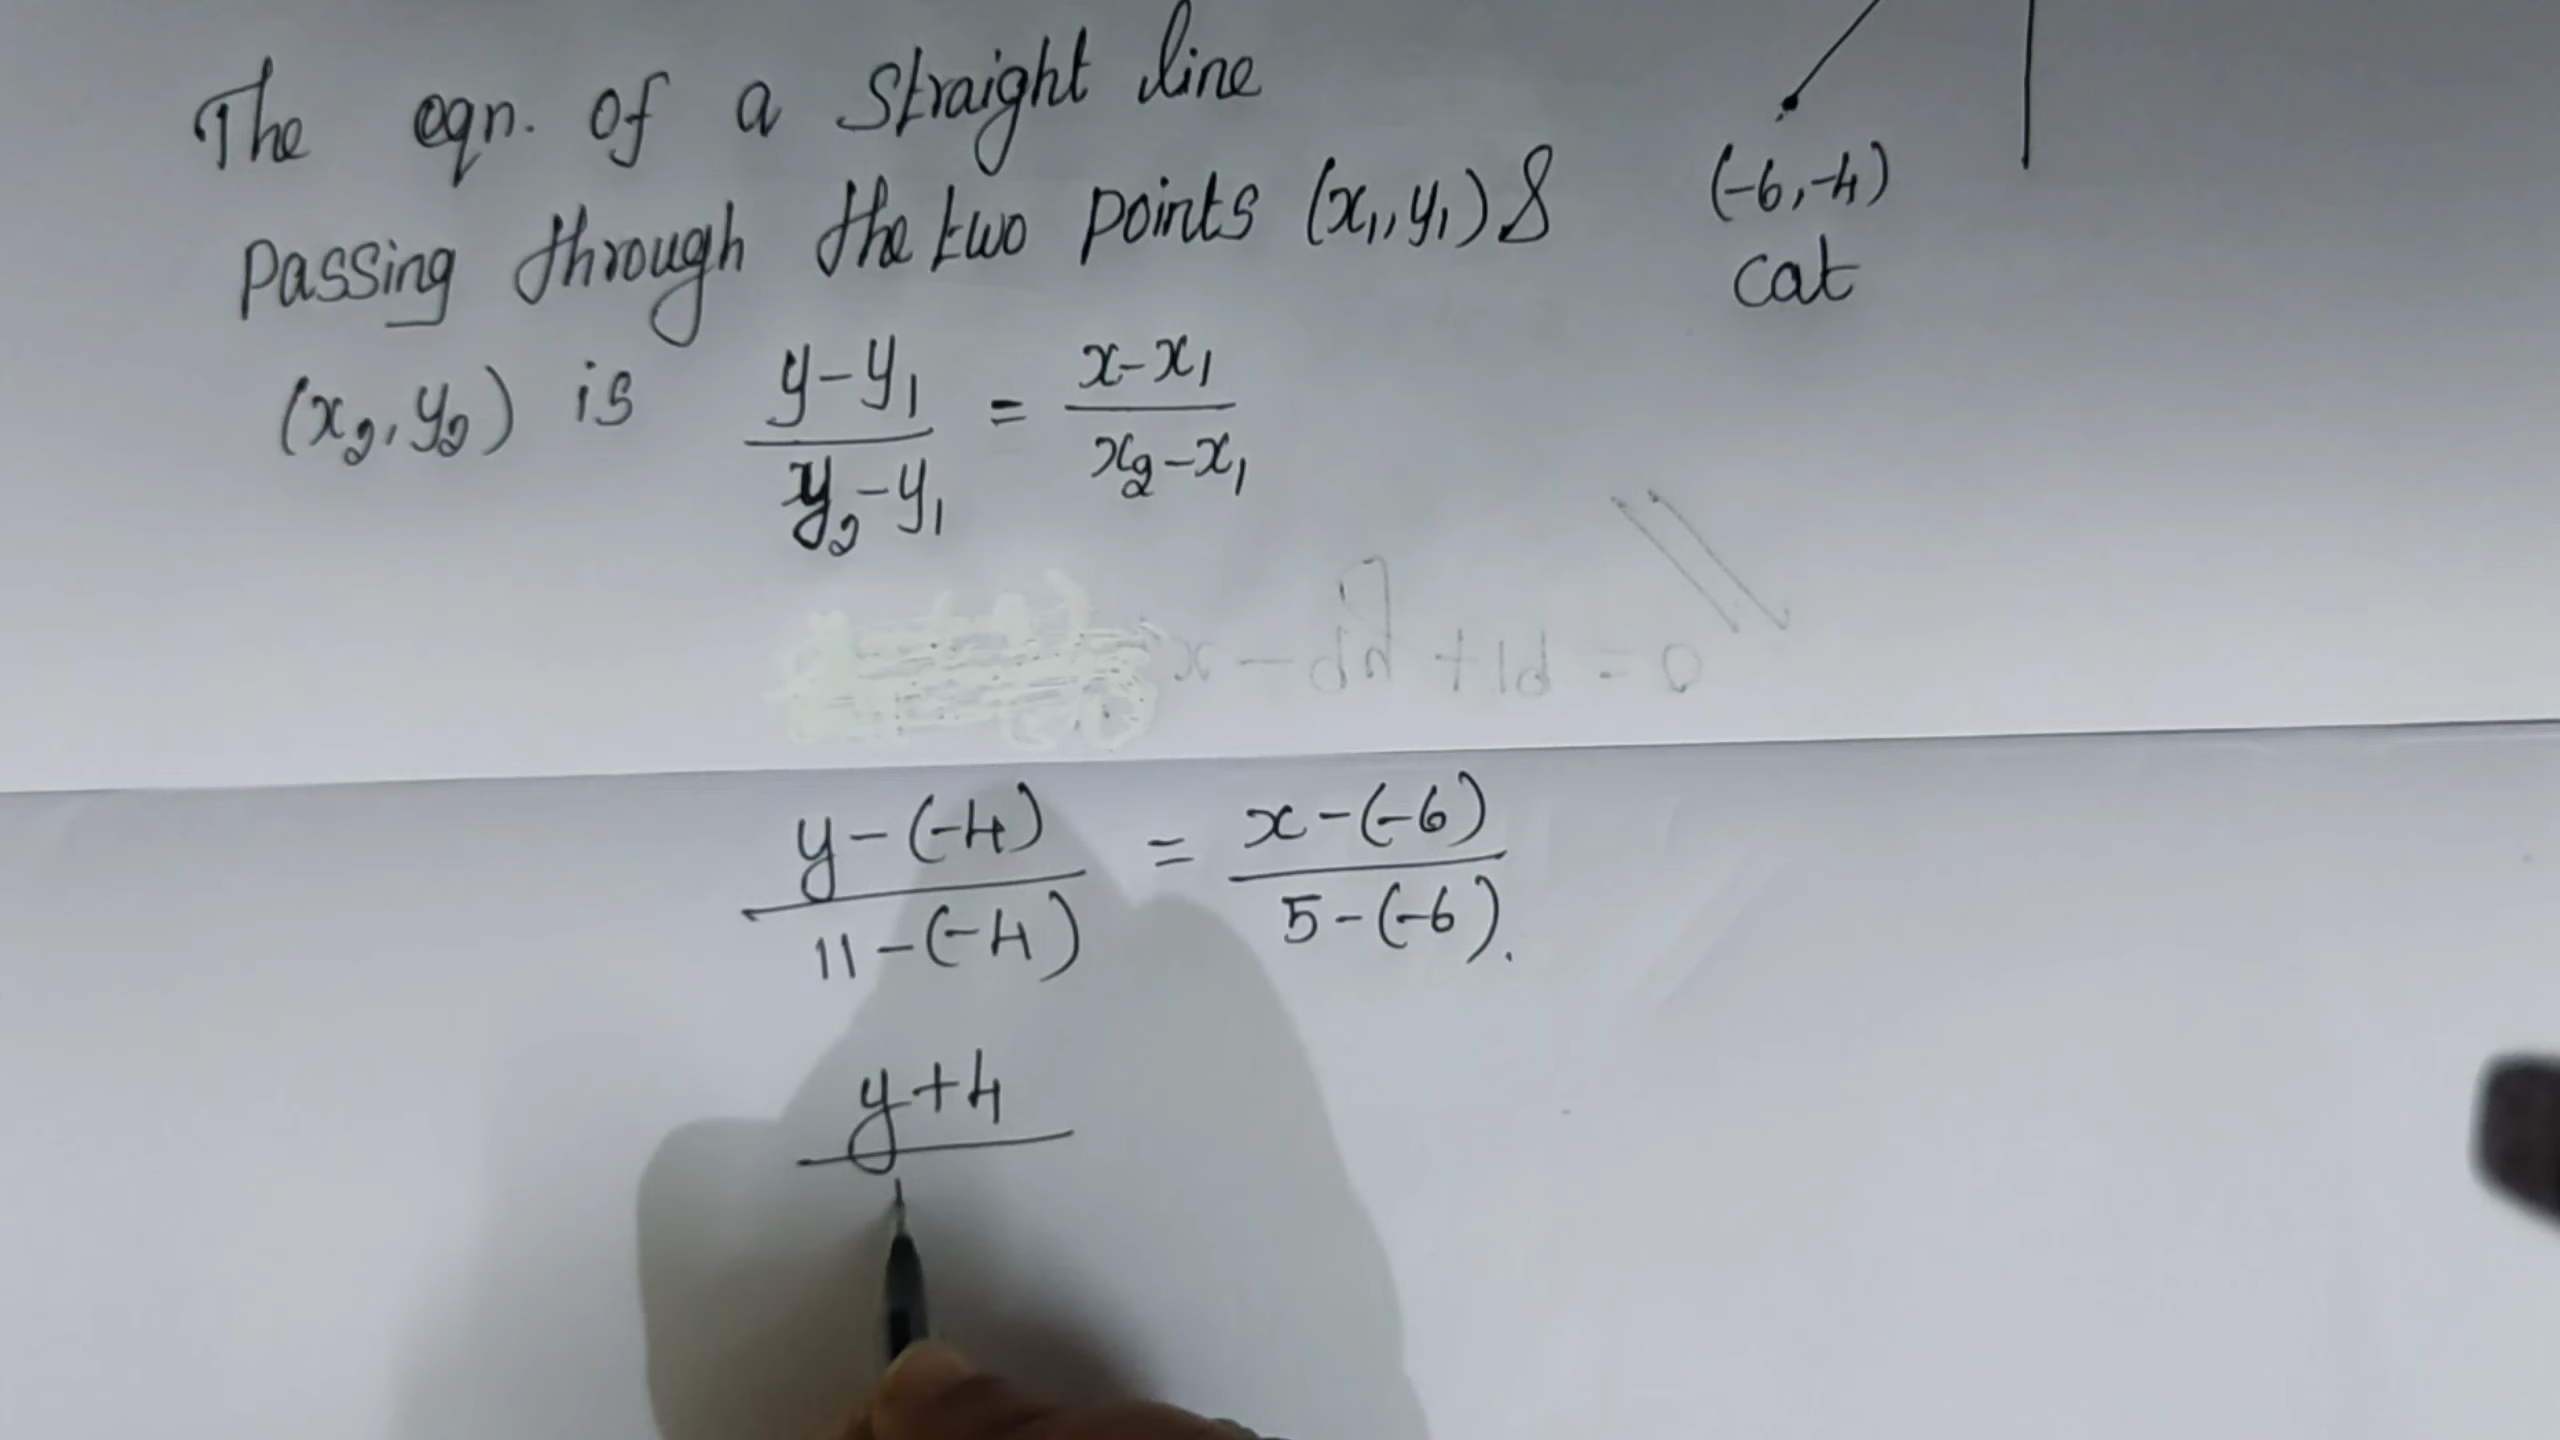 The eqn. of a straight line
passing through the two points (x₁, y₁) &
(x₂, y₂) is y-y₁/y₂-y₁ = x-x₁/x₂-x₁
(-6, -4)
cat
y-(-4)/11-(-4) = x-(-6)/5-(-6).
y+4